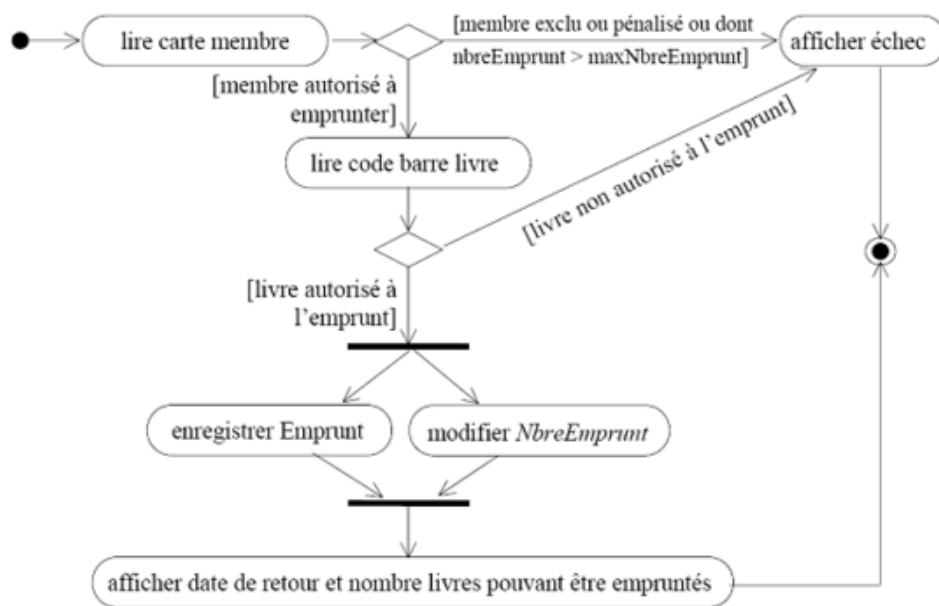 lire carte membre
[membre exclu ou pénalisé ou dont
nbreEmprunt > maxNbreEmprunt]
afficher échec
[membre autorisé à
emprunter]
lire code barre livre
[livre non autorisé à l'emprunt]
[livre autorisé à
l'emprunt]
enregistrer Emprunt
modifier NbreEmprunt
afficher date de retour et nombre livres pouvant être empruntés